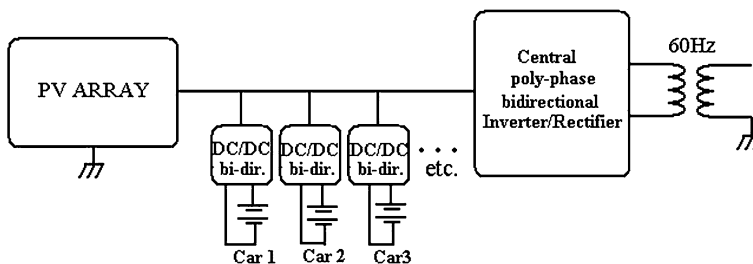 PV ARRAY
Central
poly-phase
bidirectional
Inverter/Rectifier
60Hz
DC/DC
bi-dir.
DC/DC
bi-dir.
DC/DC
bi-dir.
. . .
etc.
Car 1
Car 2
Car3